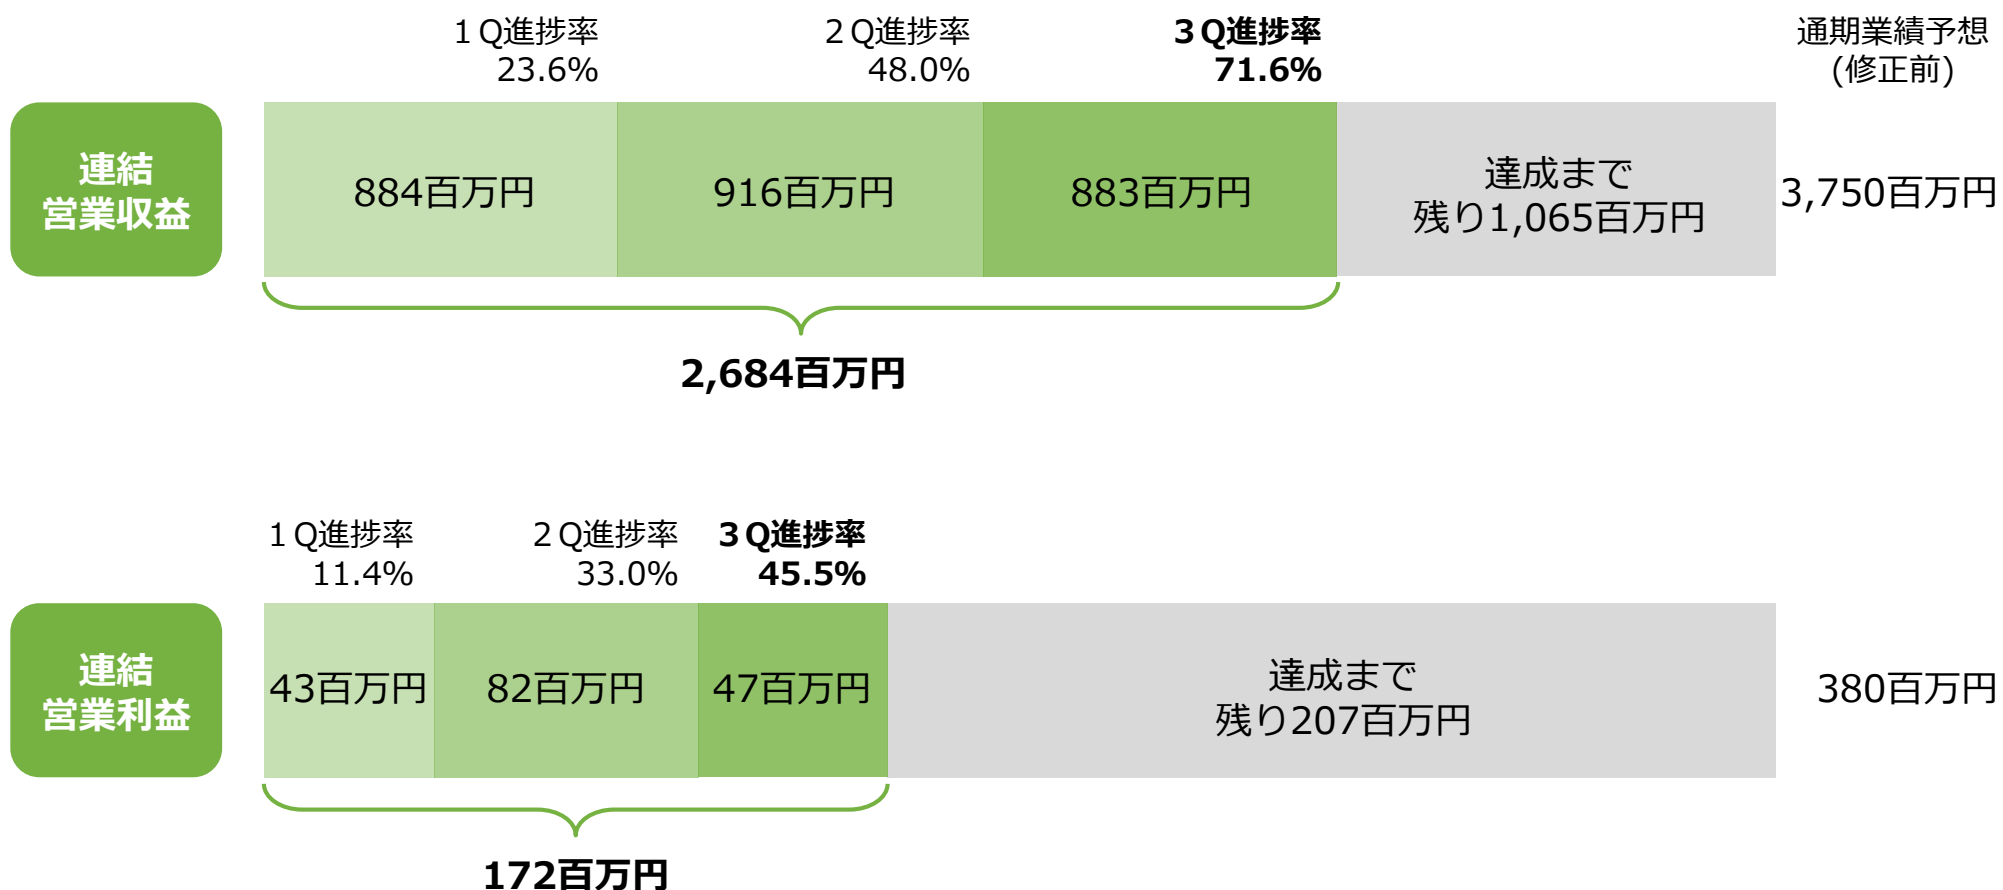 １Q進捗率
23.6%
２Q進捗率
48.0%
３Q進捗率
71.6%
通期業績予想
(修正前)
連結
営業収益
884百万円
916百万円
883百万円
達成まで
残り1,065百万円
3,750百万円
2,684百万円
１Q進捗率
11.4%
２Q進捗率
33.0%
３Q進捗率
45.5%
連結
営業利益
43百万円
82百万円
47百万円
達成まで
残り207百万円
380百万円
172百万円